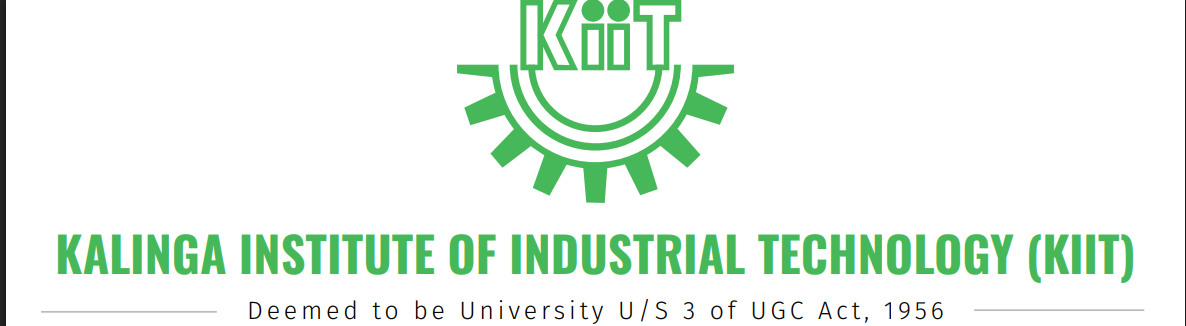 KiiT
KALINGA INSTITUTE OF INDUSTRIAL TECHNOLOGY (KIIT)
Deemed to be University U/S 3 of UGC Act, 1956